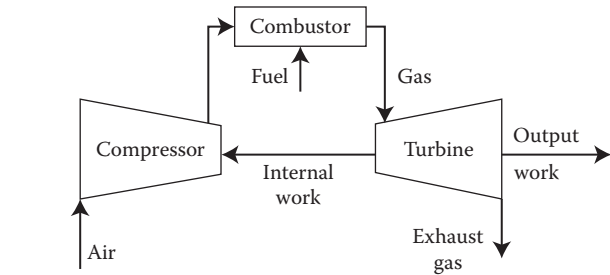 Combustor
Fuel
Gas
Compressor
Turbine
Output
work
Internal
work
Air
Exhaust
gas